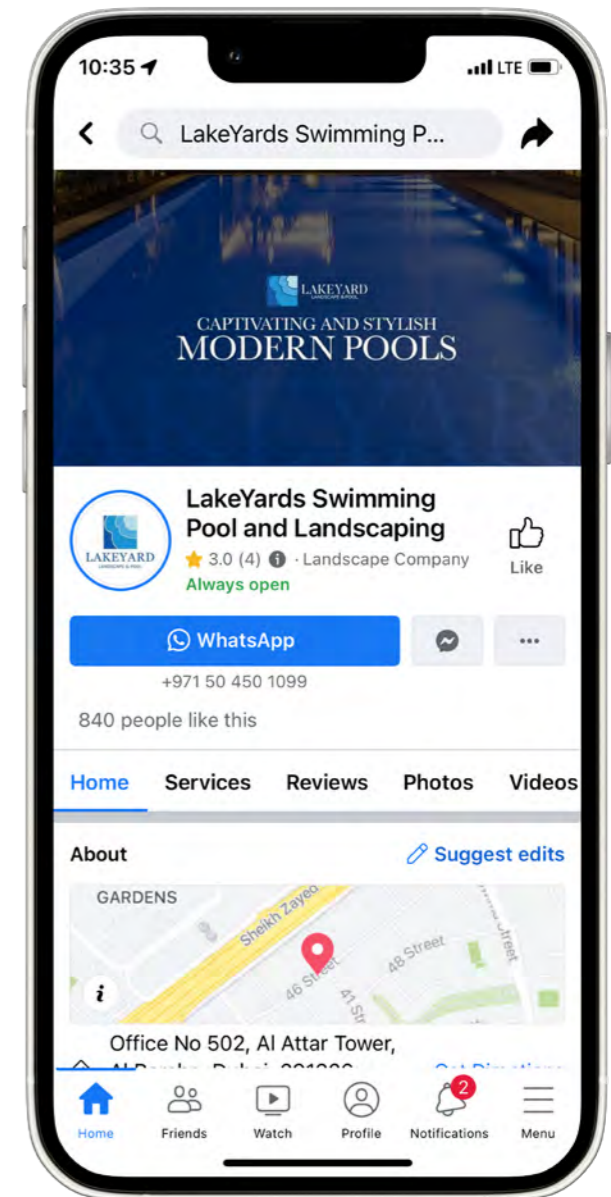 10:35
LTE
LakeYards Swimming P...
LAKEYARD
CAPTIVATING AND STYLISH
MODERN POOLS
LakeYards Swimming
Pool and Landscaping
LAKEYARD
3.0 (4) · Landscape Company
Like
Always open
WhatsApp
+971 50 450 1099
840 people like this
Home Services Reviews Photos Videos
About
Suggest edits
GARDENS
Sheikh Zayed
46 Street
48 Street
Office No 502, Al Attar Tower,
2
Home Friends Watch Profile Notifications Menu